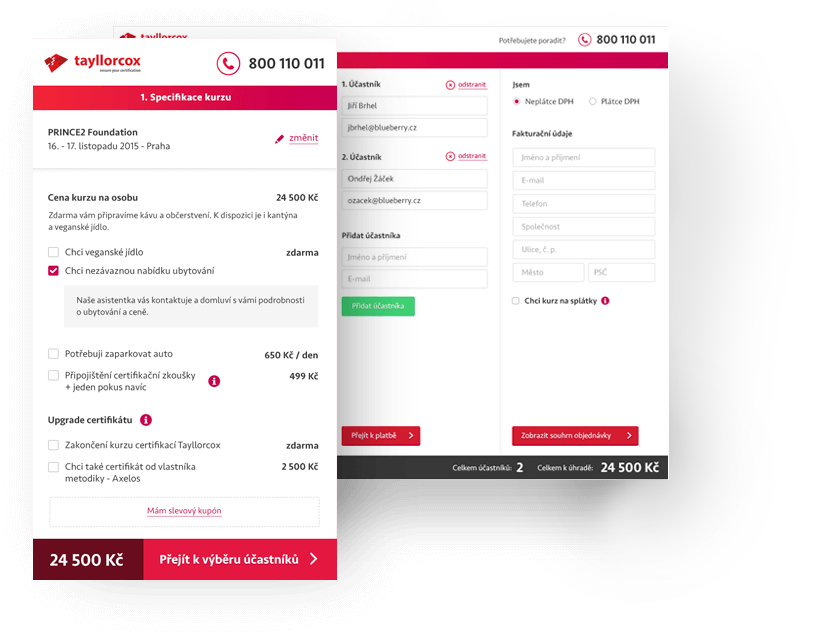 tayllorcox
ensure your certification
800 110 011
1. Specifikace kurzu
PRINCE2 Foundation
16. - 17. listopadu 2015 - Praha
změnit
Cena kurzu na osobu
24 500 Kč
Zdarma vám připravíme kávu a občerstvení. K dispozici je i kantýna
a veganské jídlo.
Chci veganské jídlo
zdarma
Chci nezávaznou nabídku ubytování
Naše asistentka vás kontaktuje a domluví s vámi podrobnosti
o ubytování a ceně.
Potřebuji zaparkovat auto
650 Kč / den
Připojištění certifikační zkoušky
+ jeden pokus navíc
499 Kč
Upgrade certifikátu
Zakončení kurzu certifikací Tayllorcox
zdarma
Chci také certifikát od vlastníka
metodiky - Axelos
2 500 Kč
Mám slevový kupón
24 500 Kč
Přejít k výběru účastníků
tayllorcox
Potřebujete poradit?
800 110 011
1. Účastník
odstranit
Jiří Brhel
jbrhel@blueberry.cz
2. Účastník
odstranit
Ondřej Žáček
ozacek@blueberry.cz
Přidat účastníka
Jméno a příjmení
E-mail
Přidat účastníka
Přejít k platbě
Jsem
Neplátce DPH
Plátce DPH
Fakturační údaje
Jméno a příjmení
E-mail
Telefon
Společnost
Ulice, č. p.
Město
PSČ
Chci kurz na splátky
Zobrazit souhrn objednávky
Celkem účastníků: 2
Celkem k úhradě: 24 500 Kč